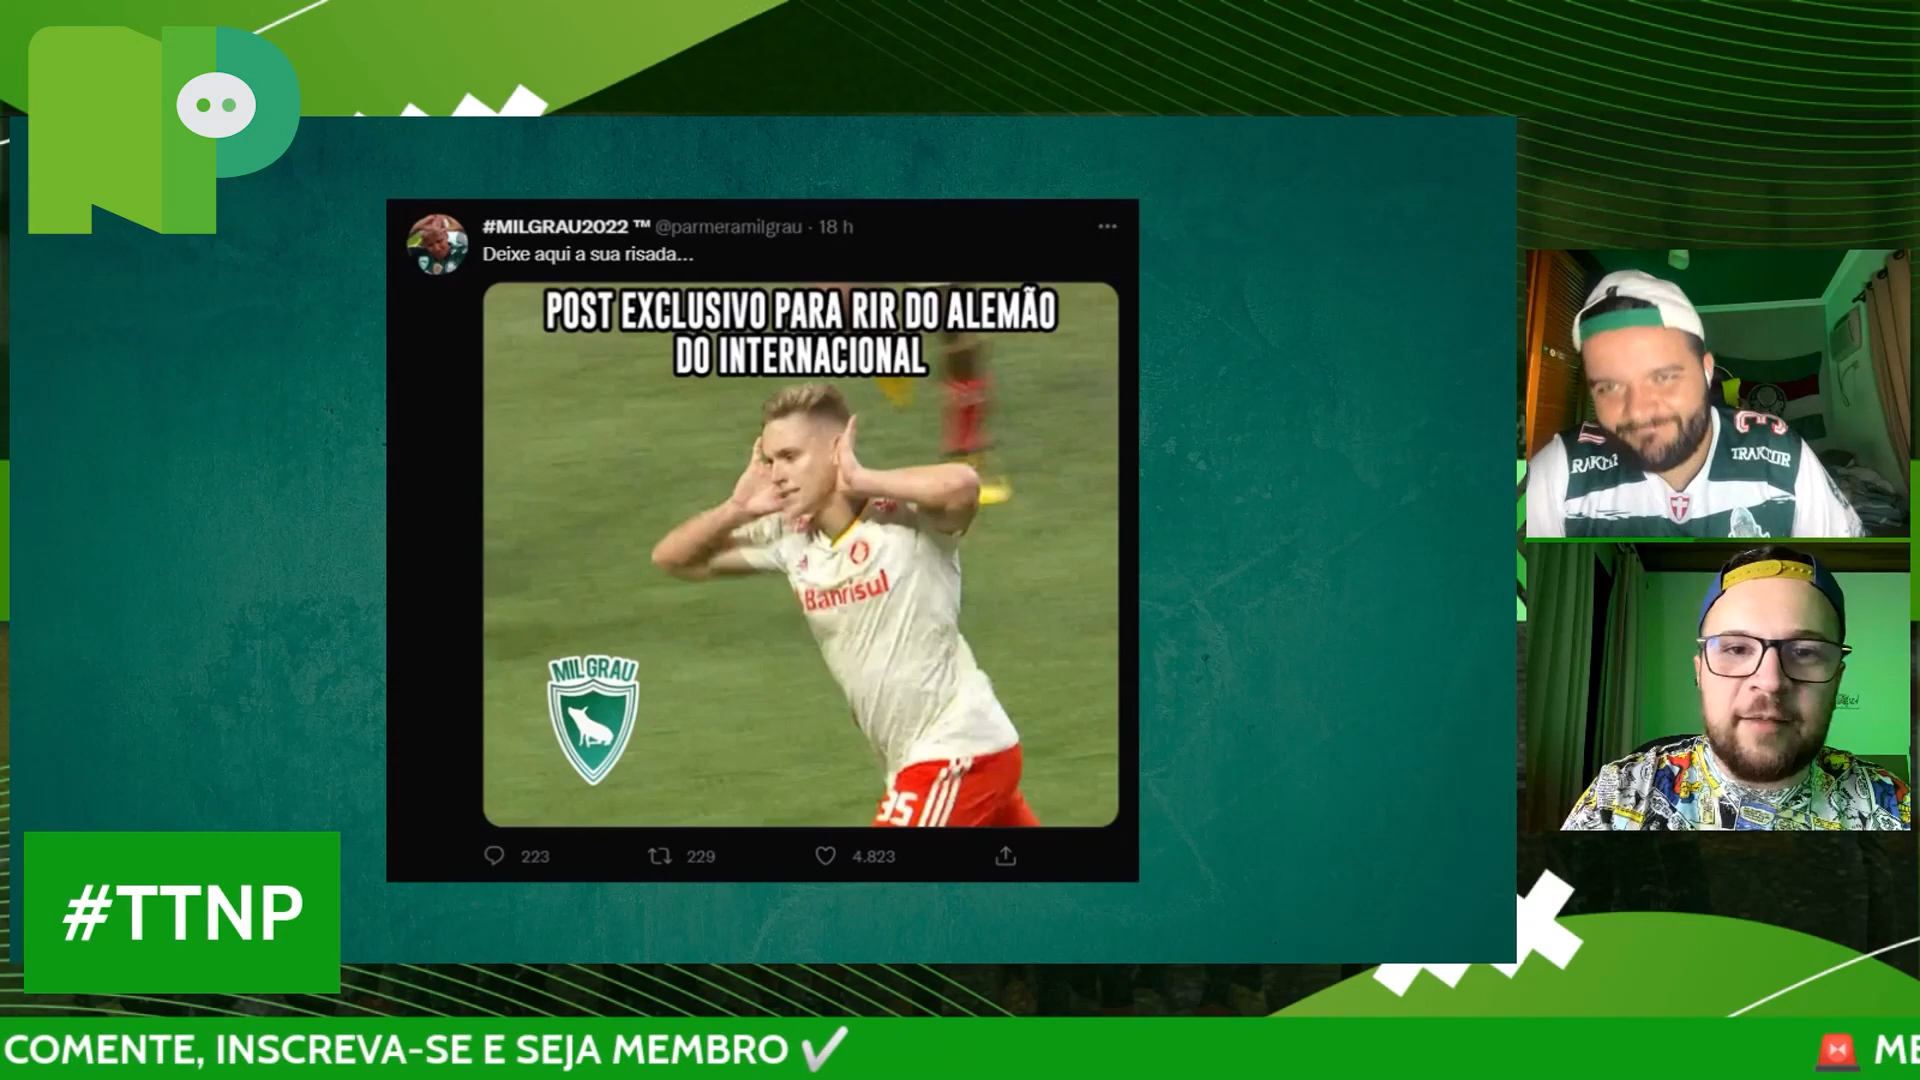 #MILGRAU2022 ™ @parmeramilgrau · 18 h
Deixe aqui a sua risada...
POST EXCLUSIVO PARA RIR DO ALEMÃO
DO INTERNACIONAL
Banrisul
MIL GRAU
35
223 229 4.823
TRAKTOR
#TTNP
COMENTE, INSCREVA-SE E SEJA MEMBRO ✔